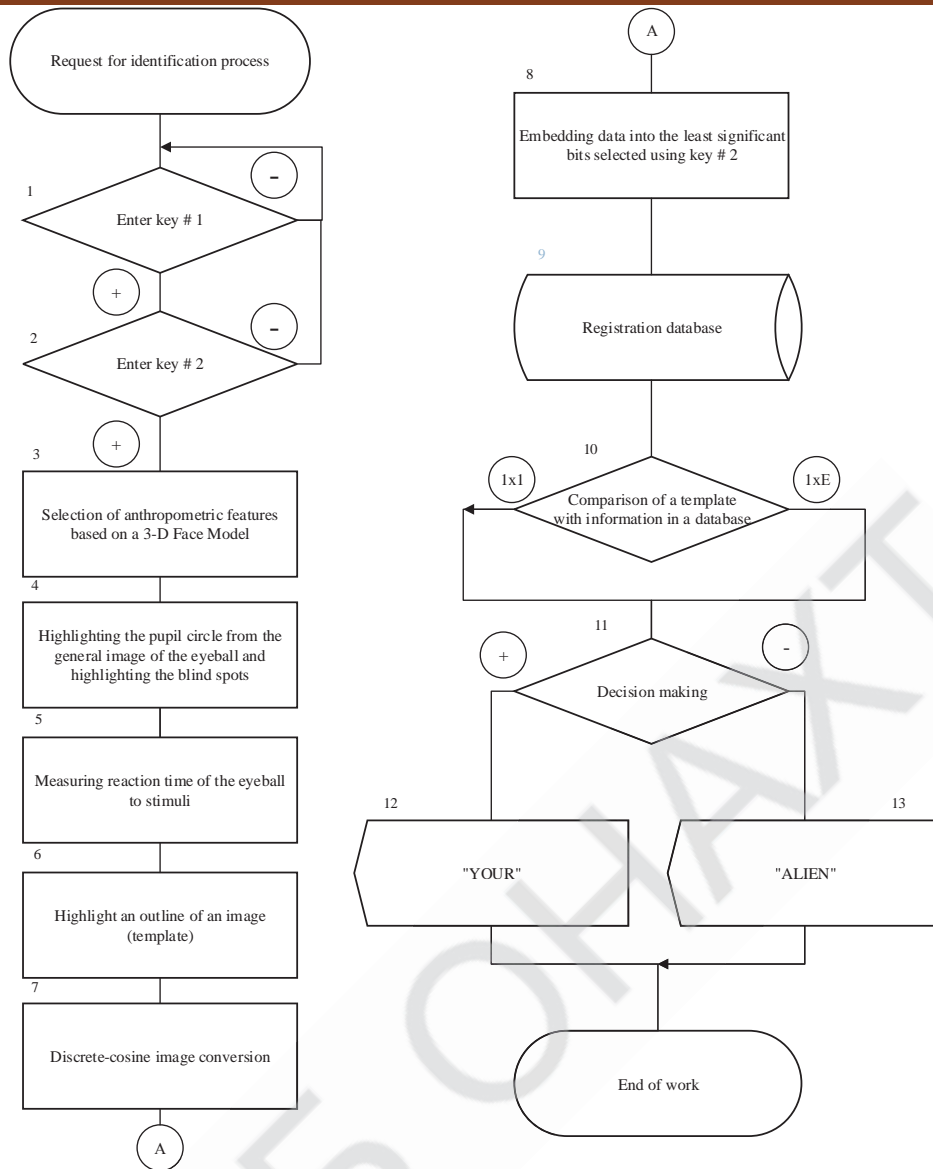 Request for identification process
-
1
Enter key # 1
+
-
2
Enter key # 2
+
3
Selection of anthropometric features
based on a 3-D Face Model
4
Highlighting the pupil circle from the
general image of the eyeball and
highlighting the blind spots
5
Measuring reaction time of the eyeball
to stimuli
6
Highlight an outline of an image
(template)
7
Discrete-cosine image conversion
A
A
8
Embedding data into the least significant
bits selected using key # 2
9
Registration database
10
1x1
1xE
Comparison of a template
with information in a database
11
+
-
Decision making
12
"YOUR"
13
"ALIEN"
End of work
Б ОНАХТ